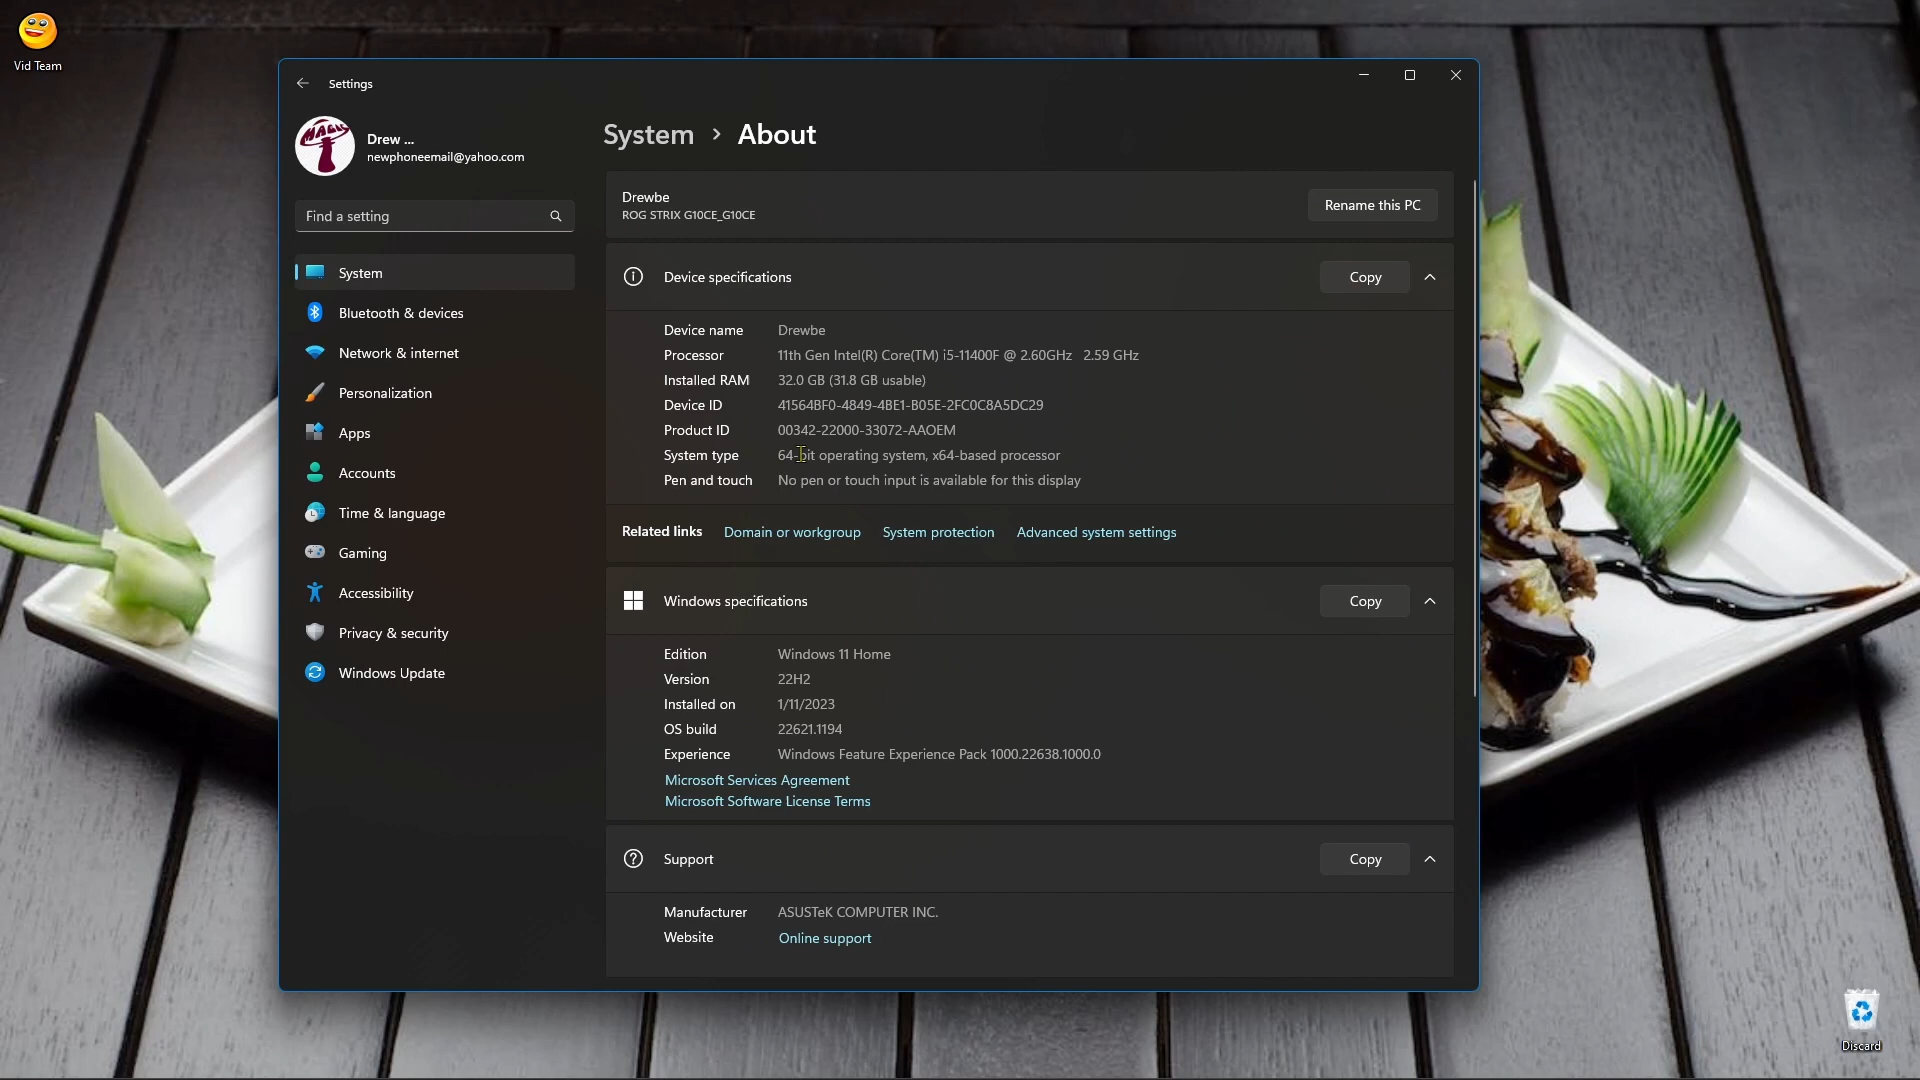 Vid Team
Settings
Drew ...
newphoneemail@yahoo.com
MAGIC
Find a setting
System
Bluetooth & devices
Network & internet
Personalization
Apps
Accounts
Time & language
Gaming
Accessibility
Privacy & security
Windows Update
System > About
Drewbe
ROG STRIX G10CE_G10CE
Rename this PC
Device specifications
Copy
Device name Drewbe
Processor 11th Gen Intel(R) Core(TM) i5-11400F @ 2.60GHz 2.59 GHz
Installed RAM 32.0 GB (31.8 GB usable)
Device ID 41564BF0-4849-4BE1-B05E-2FC0C8A5DC29
Product ID 00342-22000-33072-AAOEM
System type 64-bit operating system, x64-based processor
Pen and touch No pen or touch input is available for this display
Related links Domain or workgroup System protection Advanced system settings
Windows specifications
Copy
Edition Windows 11 Home
Version 22H2
Installed on 1/11/2023
OS build 22621.1194
Experience Windows Feature Experience Pack 1000.22638.1000.0
Microsoft Services Agreement
Microsoft Software License Terms
Support
Copy
Manufacturer ASUSTeK COMPUTER INC.
Website Online support
Discard